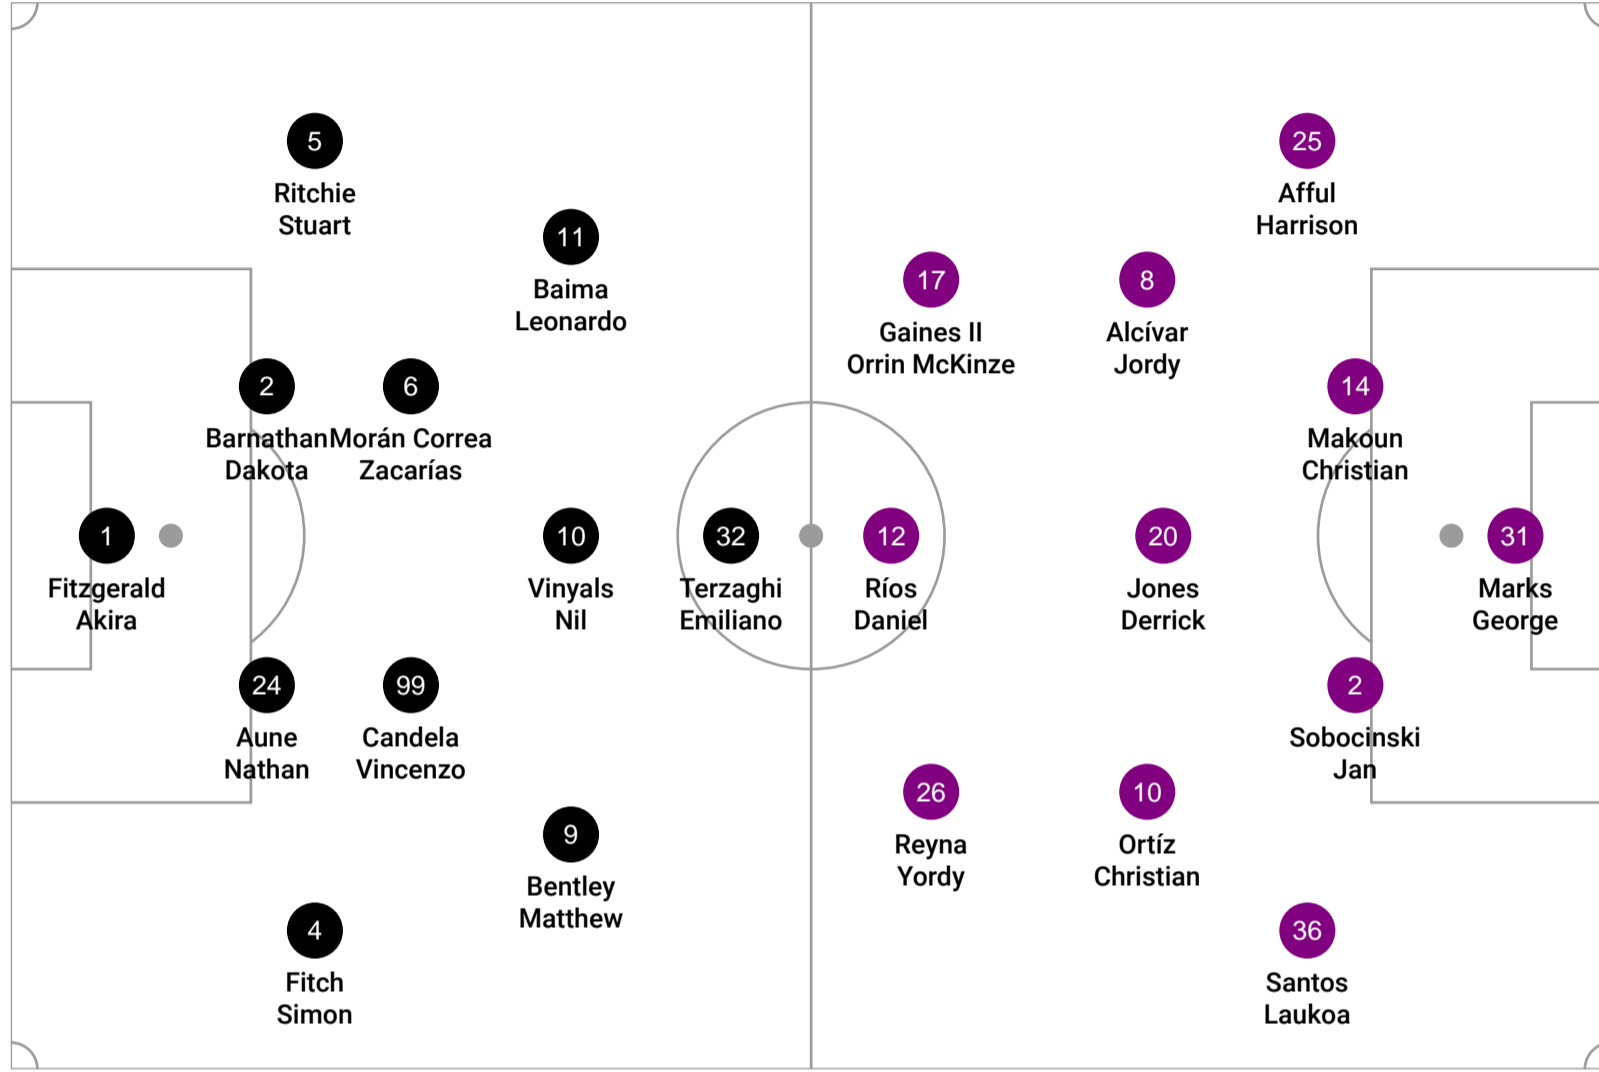 5
Ritchie
Stuart
11
Baima
Leonardo
2
Barnathan
Dakota
6
Morán Correa
Zacarías
1
Fitzgerald
Akira
10
Vinyals
Nil
32
Terzaghi
Emiliano
24
Aune
Nathan
99
Candela
Vincenzo
9
Bentley
Matthew
4
Fitch
Simon
25
Afful
Harrison
17
Gaines II
Orrin McKinze
8
Alcívar
Jordy
14
Makoun
Christian
12
Ríos
Daniel
20
Jones
Derrick
31
Marks
George
2
Sobocinski
Jan
26
Reyna
Yordy
10
Ortíz
Christian
36
Santos
Laukoa